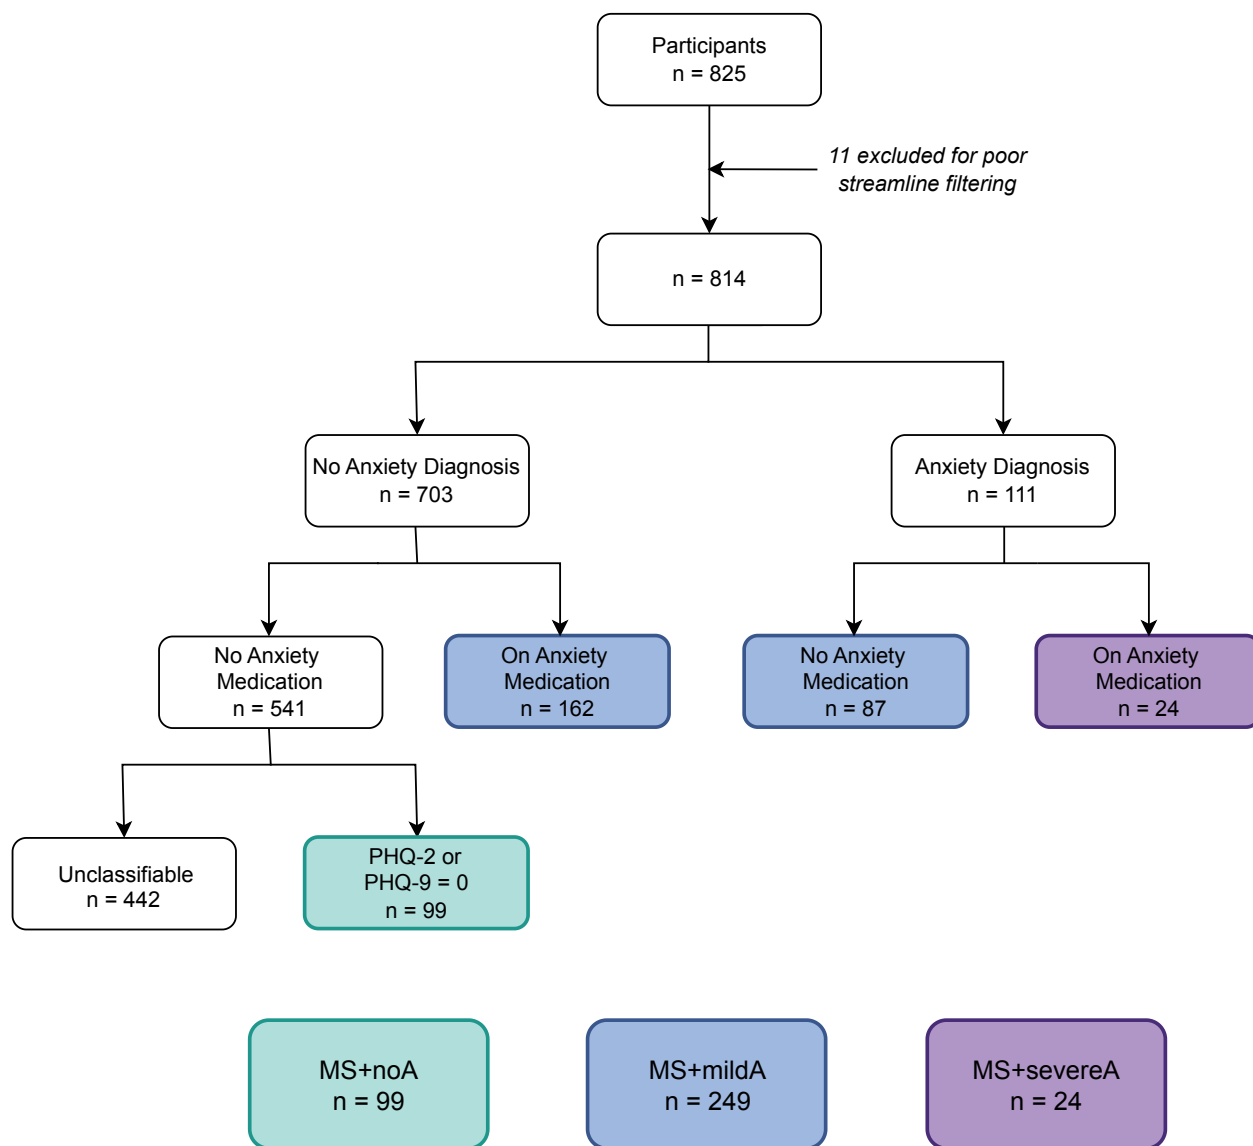 Participants
n = 825
11 excluded for poor
streamline filtering
n = 814
No Anxiety Diagnosis
n = 703
Anxiety Diagnosis
n = 111
No Anxiety
Medication
n = 541
On Anxiety
Medication
n = 162
No Anxiety
Medication
n = 87
On Anxiety
Medication
n = 24
Unclassifiable
n = 442
PHQ-2 or
PHQ-9 = 0
n = 99
MS+noA
n = 99
MS+mildA
n = 249
MS+severeA
n = 24